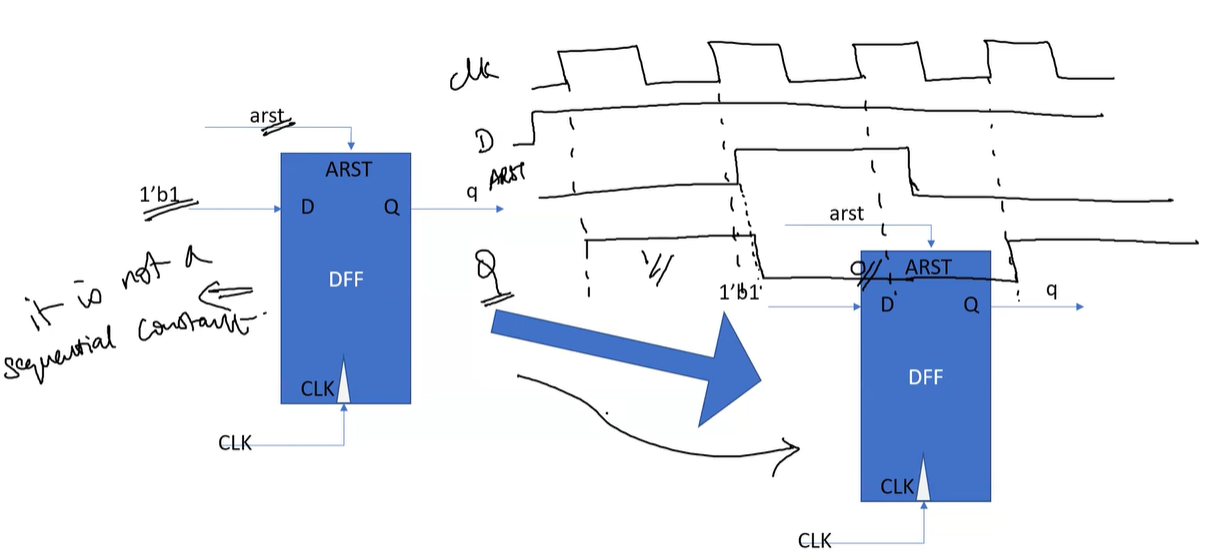 clk
D
ARST
Q
1
0
arst
ARST
1'b1
D
Q
q
DFF
CLK
CLK
it is not a
sequential constant.
arst
ARST
1'b1
D
Q
q
DFF
CLK
CLK